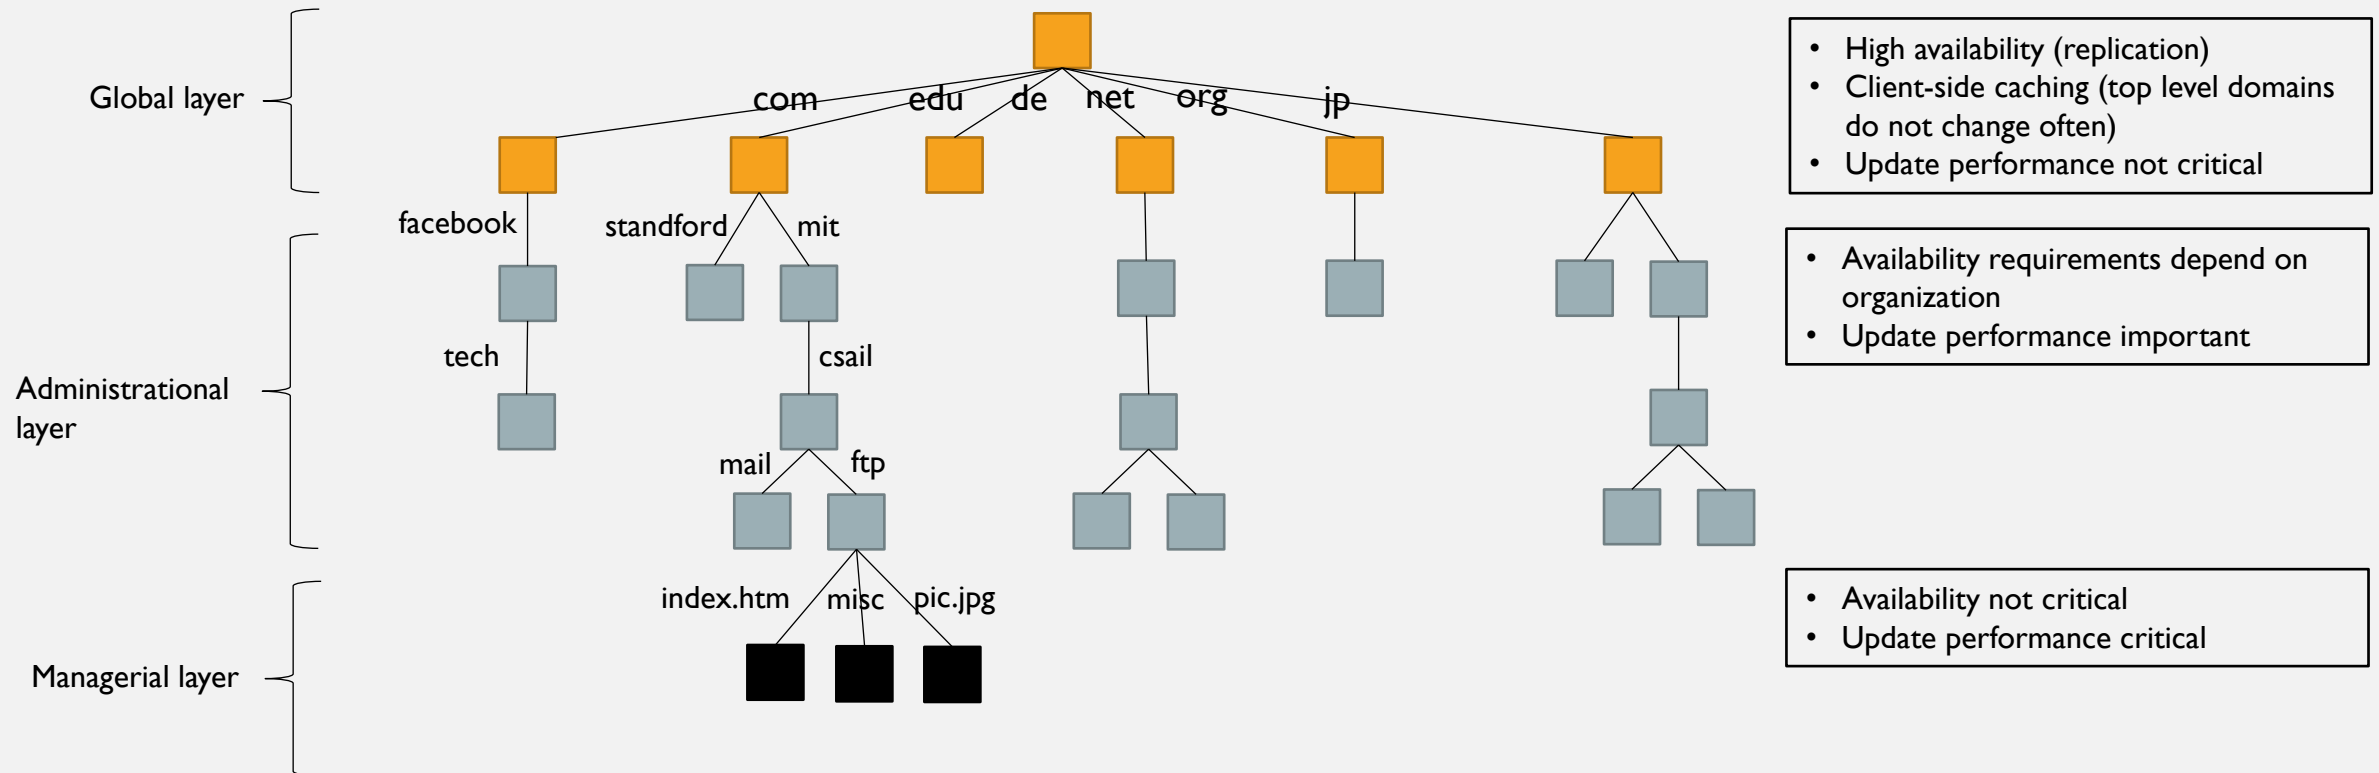 Global layer
com
edu
de
net
org
jp
• High availability (replication)
• Client-side caching (top level domains
do not change often)
• Update performance not critical
facebook
standford
mit
• Availability requirements depend on
organization
• Update performance important
tech
csail
Administrational
layer
mail
ftp
index.htm
misc
pic.jpg
• Availability not critical
• Update performance critical
Managerial layer